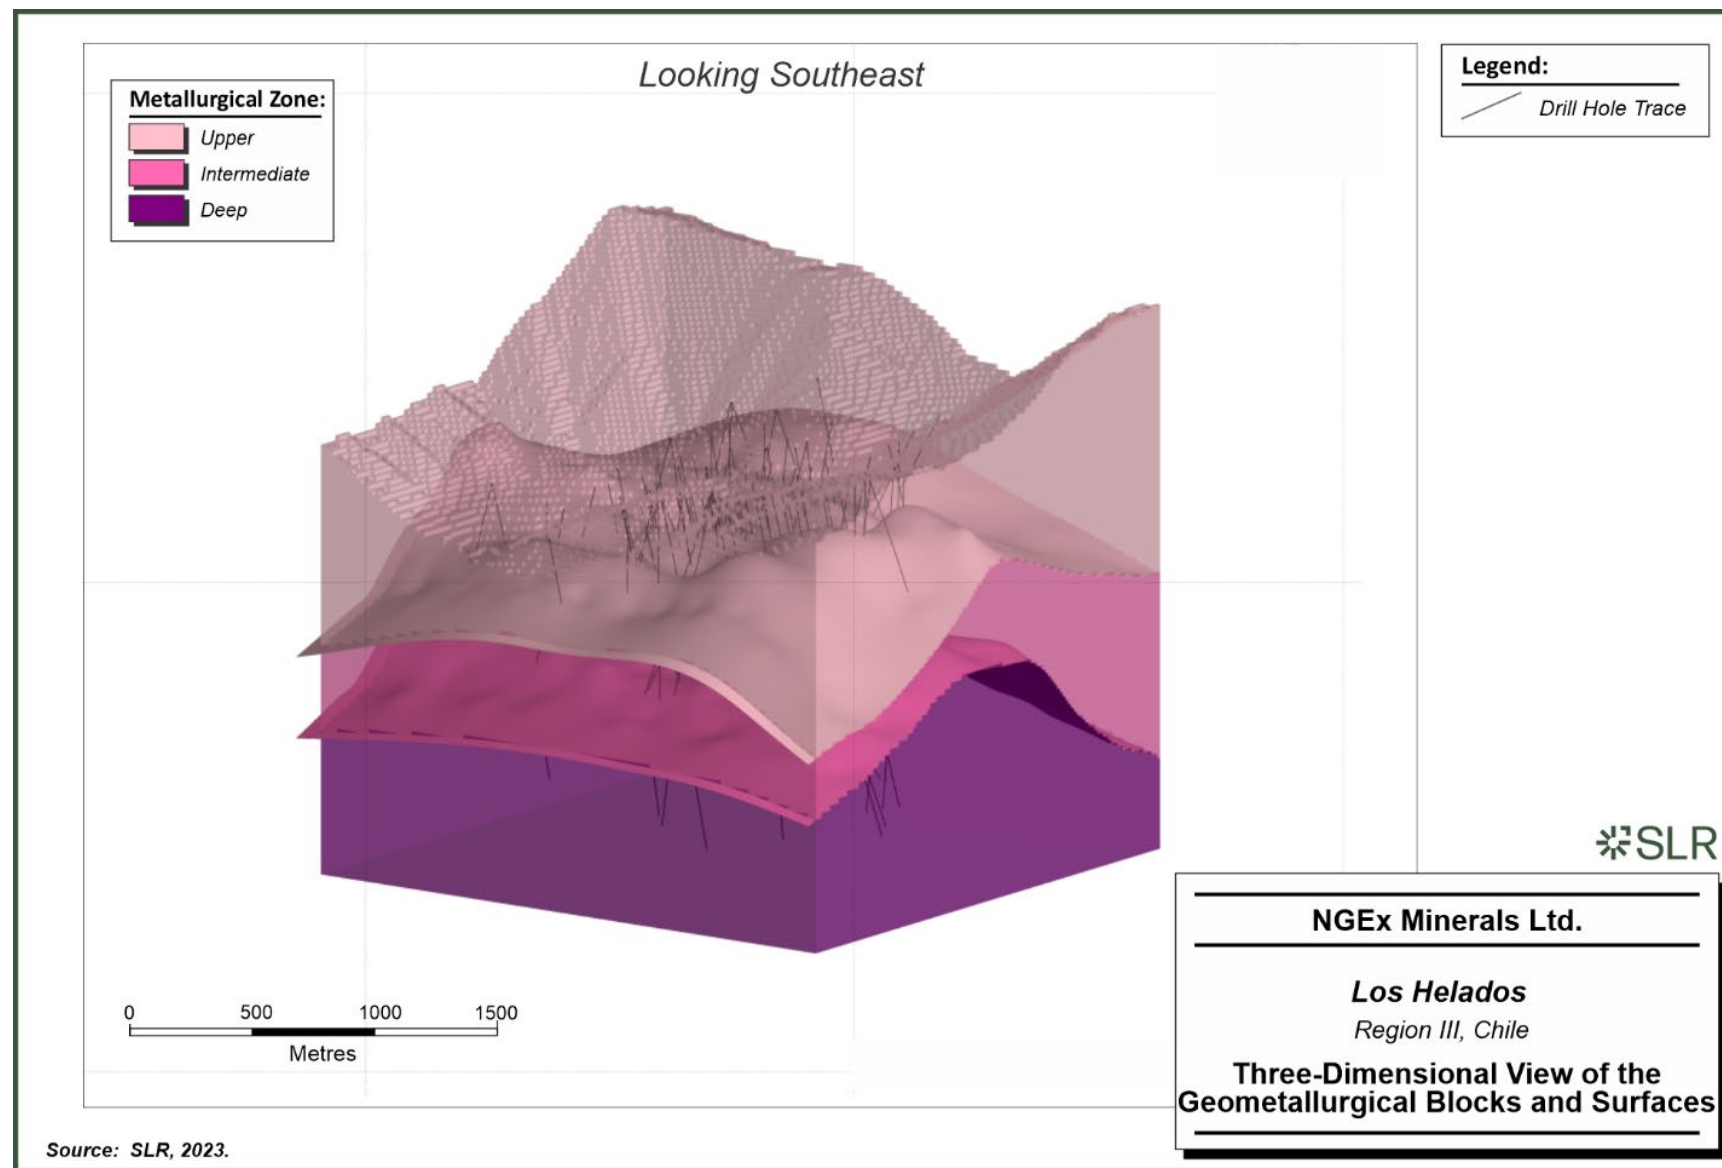 Looking Southeast
Metallurgical Zone:
Upper
Intermediate
Deep
Legend:
Drill Hole Trace
0 500 1000 1500
Metres
SLR
NGEx Minerals Ltd.
Los Helados
Region III, Chile
Three-Dimensional View of the
Geometallurgical Blocks and Surfaces
Source: SLR, 2023.